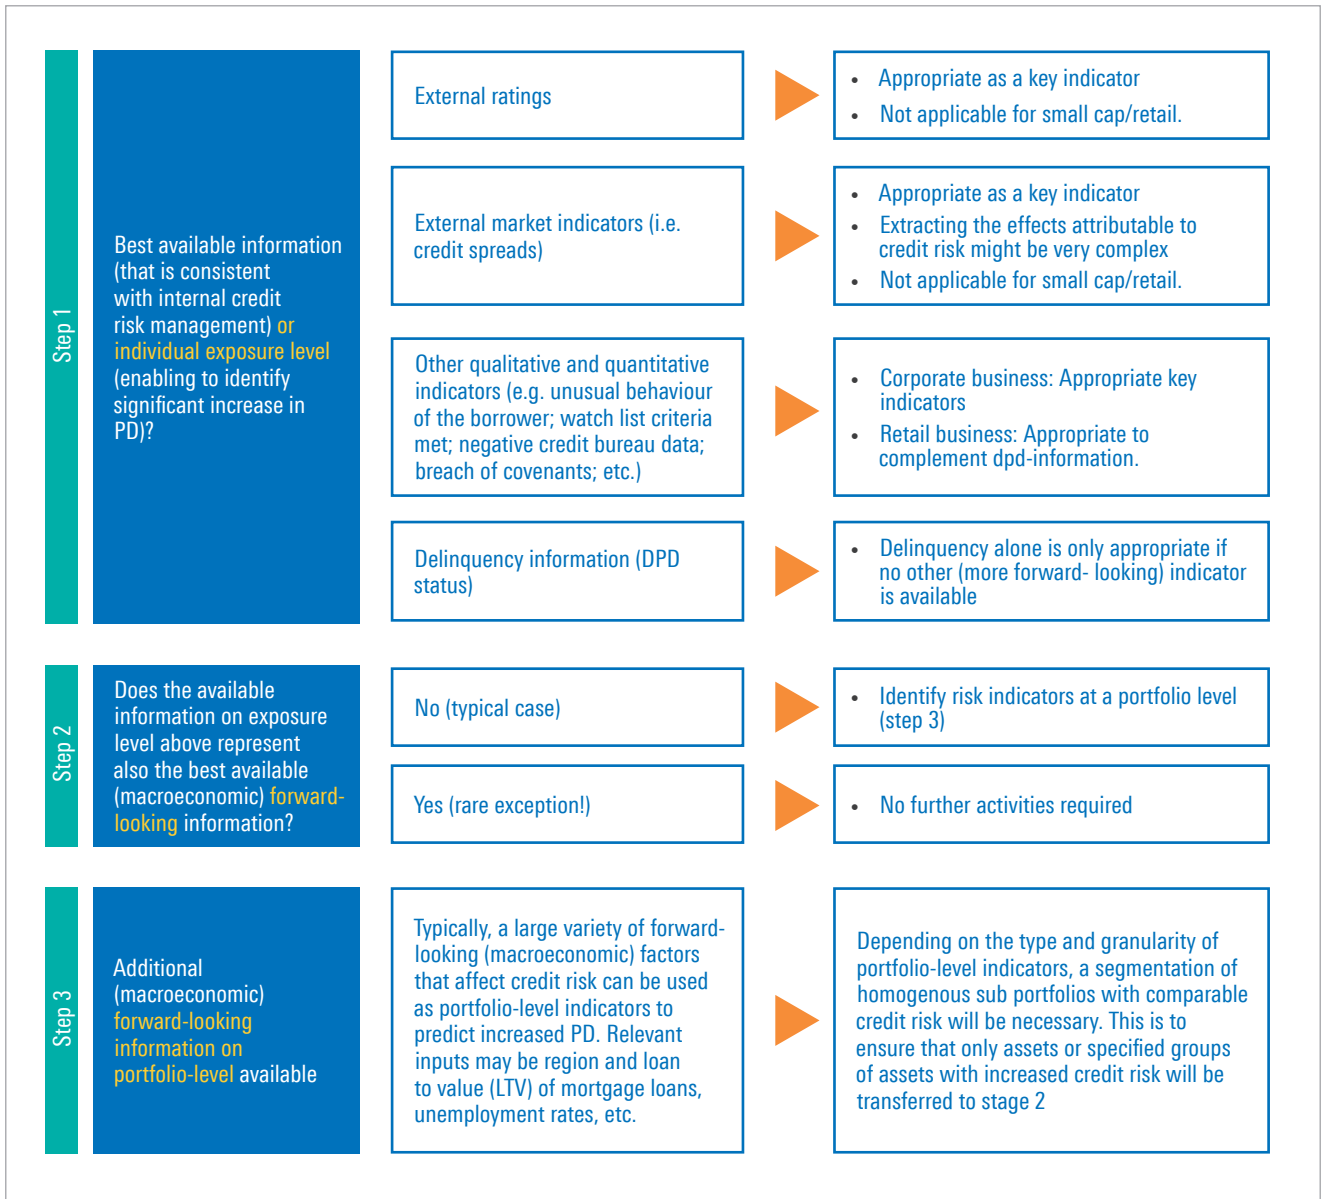 Step 1
Best available information
(that is consistent
with internal credit
risk management) or
individual exposure level
(enabling to identify
significant increase in
PD)?
External ratings
• Appropriate as a key indicator
• Not applicable for small cap/retail.
External market indicators (i.e.
credit spreads)
• Appropriate as a key indicator
• Extracting the effects attributable to
credit risk might be very complex
• Not applicable for small cap/retail.
Other qualitative and quantitative
indicators (e.g. unusual behaviour
of the borrower; watch list criteria
met; negative credit bureau data;
breach of covenants; etc.)
• Corporate business: Appropriate key
indicators
• Retail business: Appropriate to
complement dpd-information.
Delinquency information (DPD
status)
• Delinquency alone is only appropriate if
no other (more forward- looking) indicator
is available
Step 2
Does the available
information on exposure
level above represent
also the best available
(macroeconomic) forward-
looking information?
No (typical case)
• Identify risk indicators at a portfolio level
(step 3)
Yes (rare exception!)
• No further activities required
Step 3
Additional
(macroeconomic)
forward-looking
information on
portfolio-level available
Typically, a large variety of forward-
looking (macroeconomic) factors
that affect credit risk can be used
as portfolio-level indicators to
predict increased PD. Relevant
inputs may be region and loan
to value (LTV) of mortgage loans,
unemployment rates, etc.
Depending on the type and granularity of
portfolio-level indicators, a segmentation of
homogenous sub portfolios with comparable
credit risk will be necessary. This is to
ensure that only assets or specified groups
of assets with increased credit risk will be
transferred to stage 2